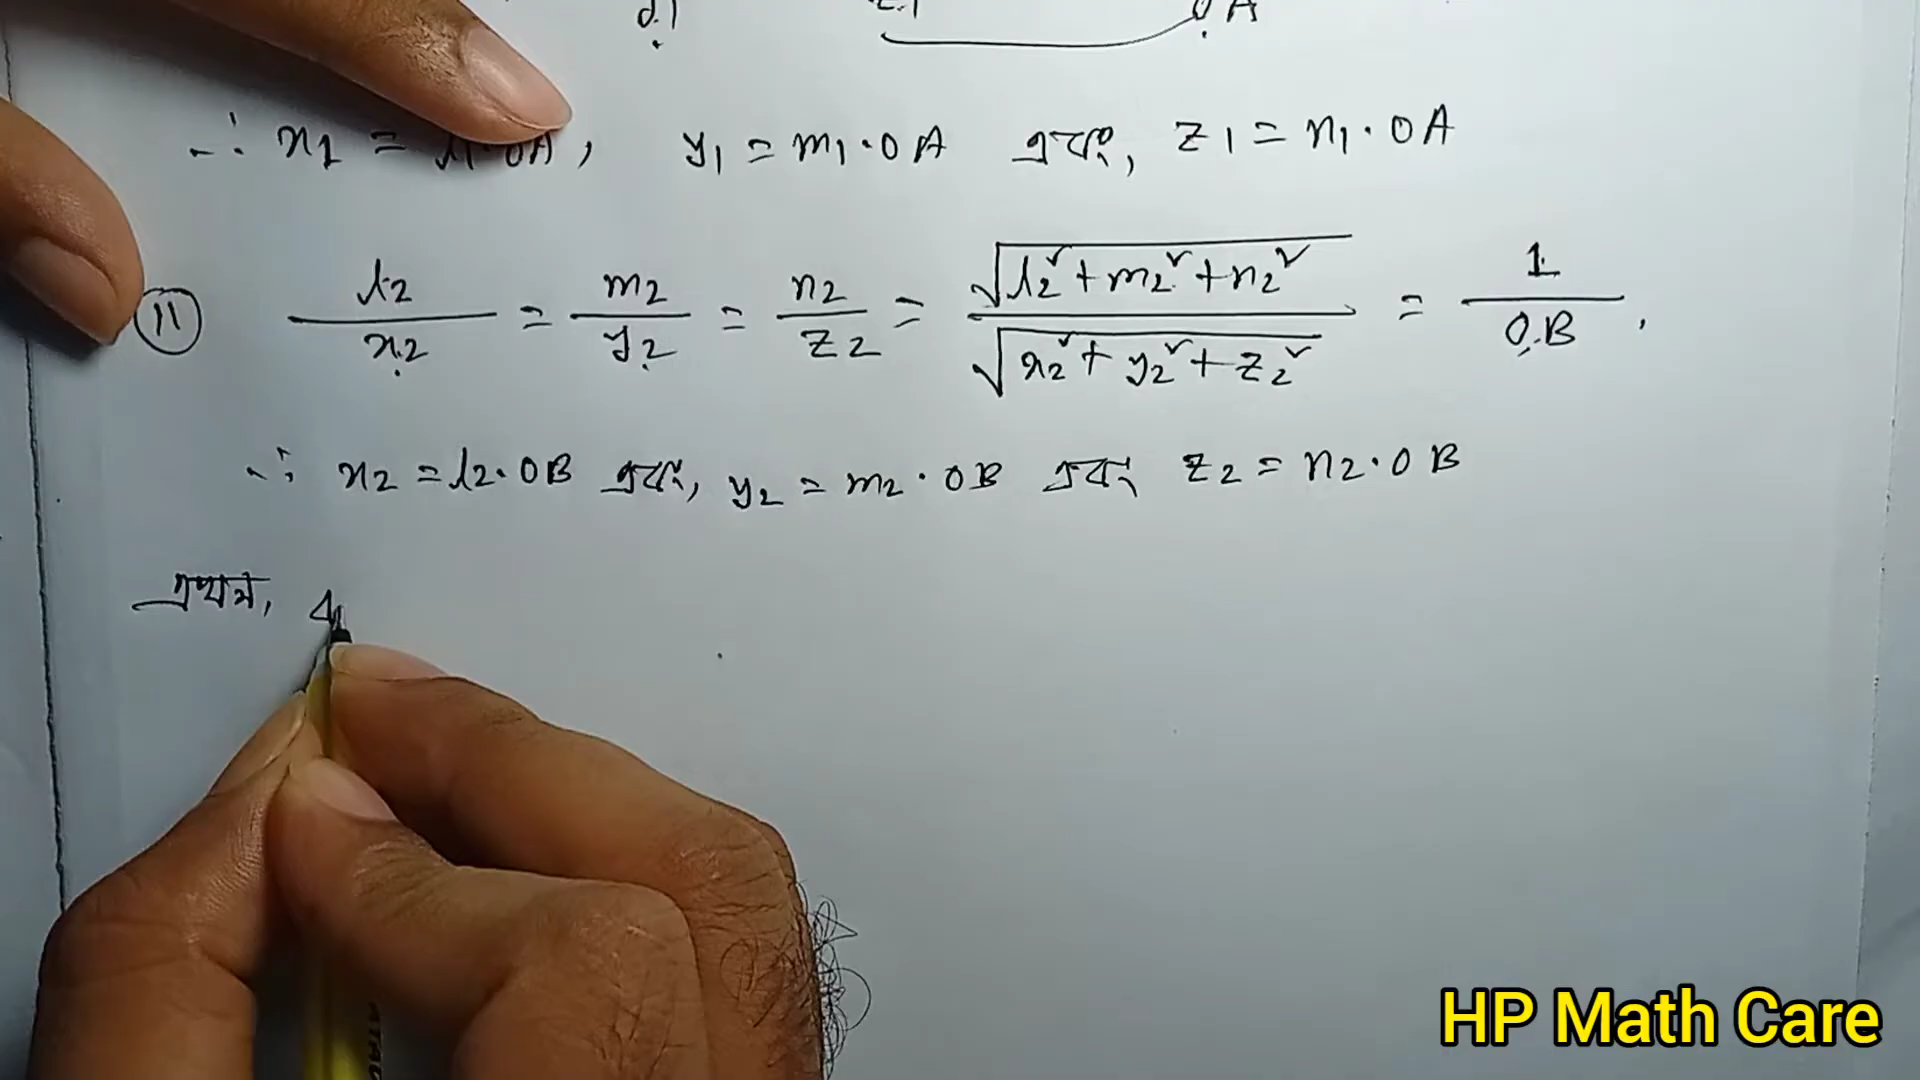 ∴ x₁ = l₁·OA, y₁ = m₁·OA এবং, z₁ = n₁·OA
(ii) l₂/x₂ = m₂/y₂ = n₂/z₂ = √(l₂² + m₂² + n₂²)/√(x₂² + y₂² + z₂²) = 1/OB.
∴ x₂ = l₂·OB এবং, y₂ = m₂·OB এবং z₂ = n₂·OB
এখন, Δ
HP Math Care